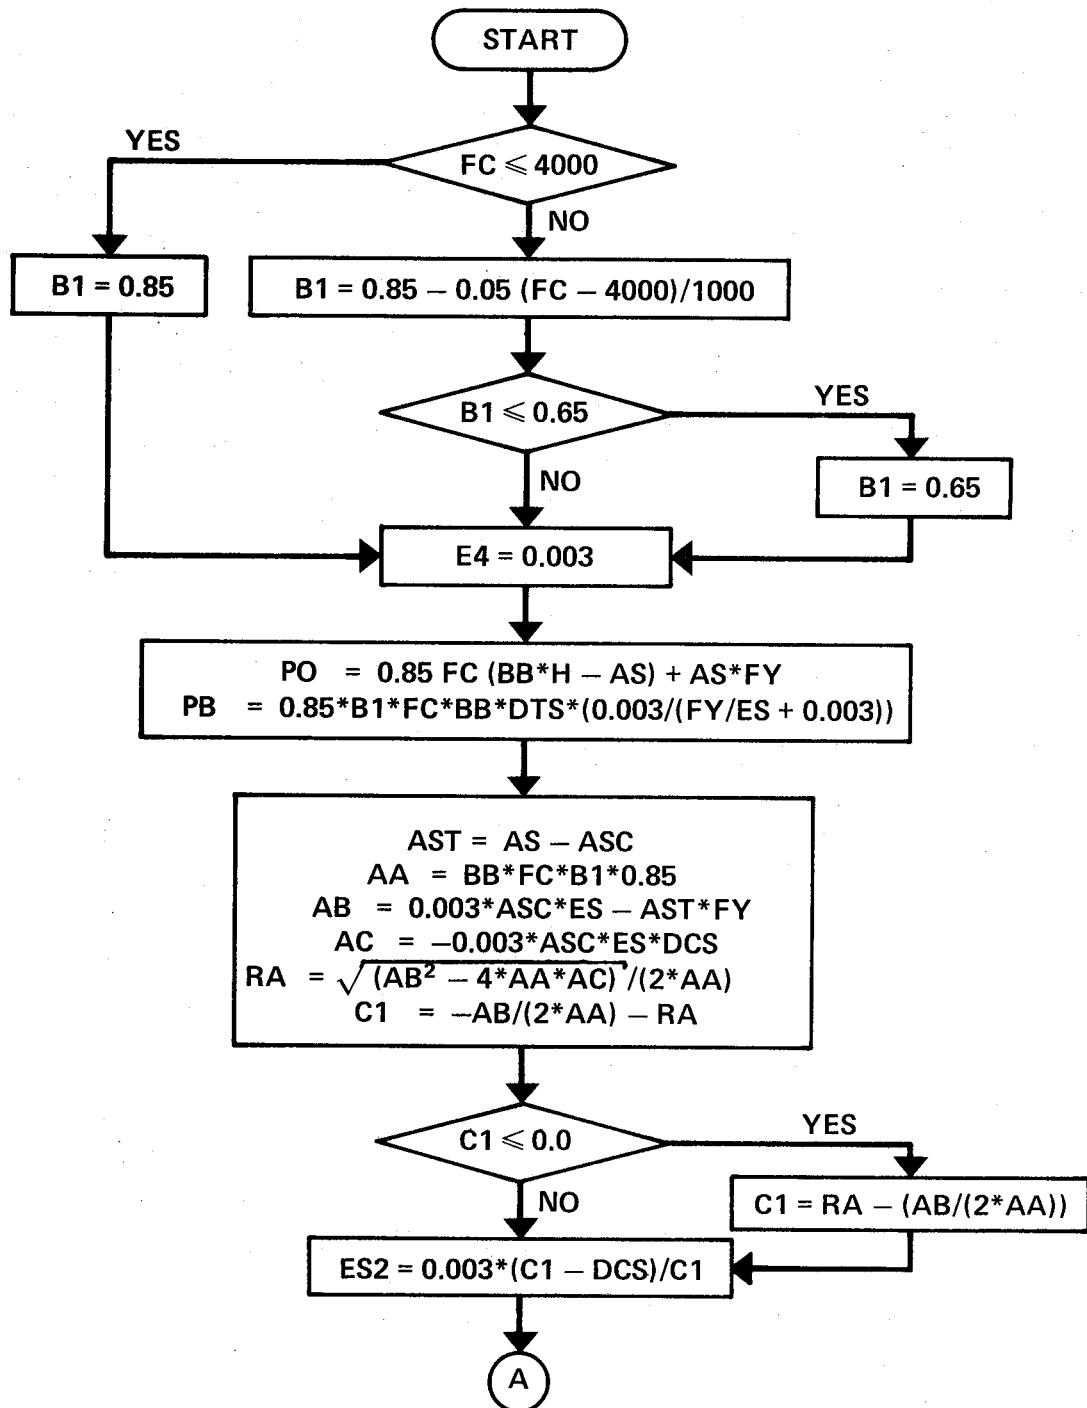 START
YES
FC ⩽ 4000
NO
B1 = 0.85
B1 = 0.85 – 0.05 (FC – 4000)/1000
YES
B1 ⩽ 0.65
NO
B1 = 0.65
E4 = 0.003
PO = 0.85 FC (BB*H – AS) + AS*FY
PB = 0.85*B1*FC*BB*DTS*(0.003/(FY/ES + 0.003))
AST = AS – ASC
AA = BB*FC*B1*0.85
AB = 0.003*ASC*ES – AST*FY
AC = –0.003*ASC*ES*DCS
RA = √(AB² – 4*AA*AC)/(2*AA)
C1 = –AB/(2*AA) – RA
YES
C1 ⩽ 0.0
NO
C1 = RA – (AB/(2*AA))
ES2 = 0.003*(C1 – DCS)/C1
A